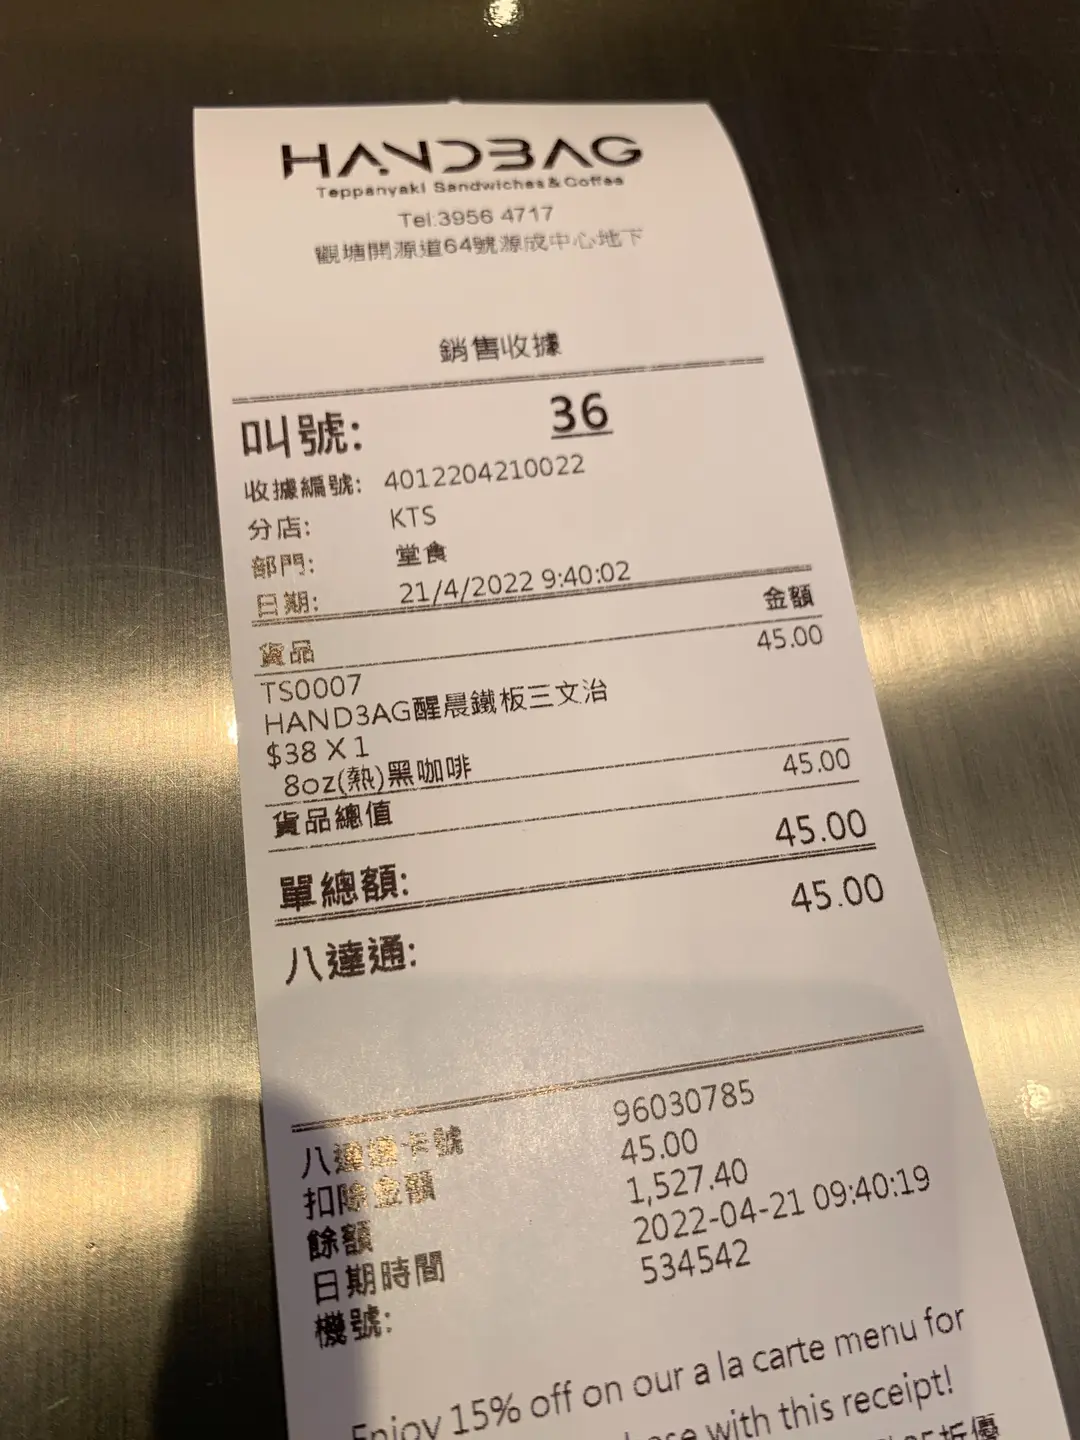 HANDBAG
Teppanyaki Sandwiches & Coffee
Tel:3956 4717
觀塘開源道64號源成中心地下
銷售收據
叫號: 36
收據編號: 4012204210022
分店: KTS
部門: 堂食
日期: 21/4/2022 9:40:02
貨品 金額
TS0007 45.00
HAND3AG醒晨鐵板三文治
$38 X 1
8oz(熱)黑咖啡
貨品總值 45.00
單總額: 45.00
八達通: 45.00
八達通卡號 96030785
扣除金額 45.00
餘額 1,527.40
日期時間 2022-04-21 09:40:19
機號: 534542
Enjoy 15% off on our a la carte menu for
with this receipt!